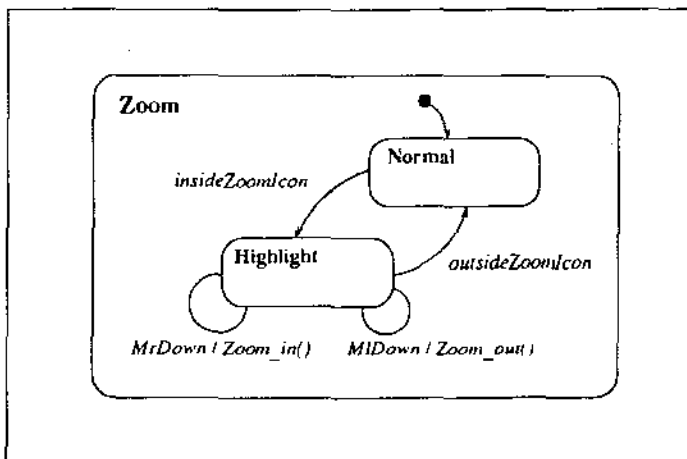 Zoom
Normal
insideZoomIcon
Highlight
outsideZoomIcon
MrDown / Zoom_in()
MlDown / Zoom_out()